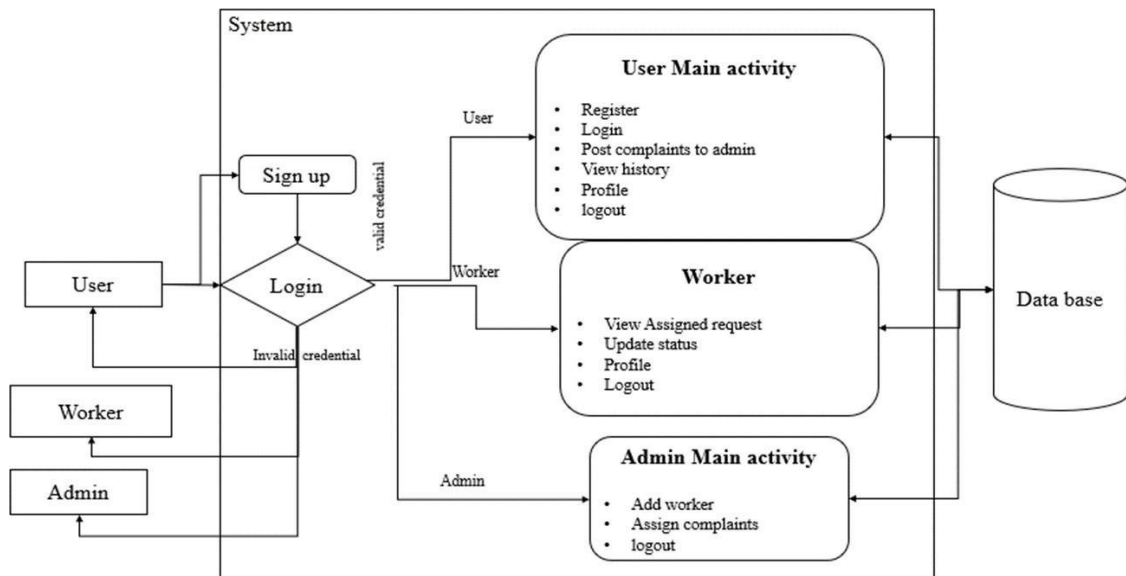 System
User Main activity
• Register
• Login
• Post complaints to admin
• View history
• Profile
• logout
User
Sign up
valid credential
Worker
User
Login
Worker
• View Assigned request
• Update status
• Profile
• Logout
Data base
Invalid credential
Worker
Admin
Admin
Admin Main activity
• Add worker
• Assign complaints
• logout